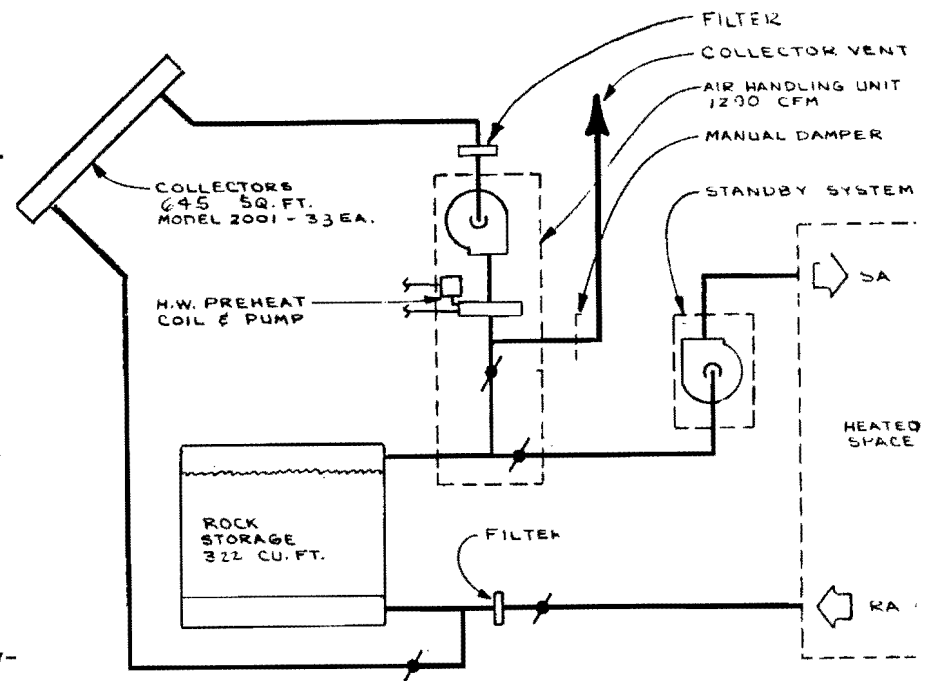 FILTER
COLLECTOR VENT
AIR HANDLING UNIT
1200 CFM
MANUAL DAMPER
STANDBY SYSTEM
COLLECTORS
645 SQ. FT.
MODEL 2001 - 33 EA.
SA
H.W. PREHEAT
COIL & PUMP
HEATED
SPACE
ROCK
STORAGE
322 CU. FT.
FILTER
RA